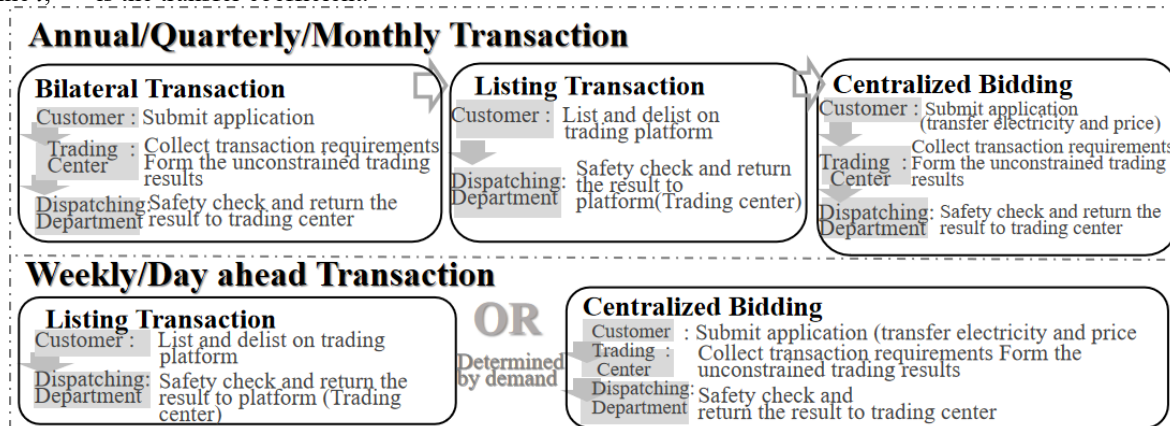 Annual/Quarterly/Monthly Transaction
Bilateral Transaction
Customer : Submit application
Trading Center : Collect transaction requirements
Form the unconstrained trading
results
Dispatching Department: Safety check and return the
result to trading center
Listing Transaction
Customer : List and delist on
trading platform
Dispatching Department: Safety check and return
the result to
platform(Trading center)
Centralized Bidding
Customer : Submit application
(transfer electricity and price)
Trading Center : Collect transaction requirements
Form the unconstrained trading
results
Dispatching Department: Safety check and return the
result to trading center
Weekly/Day ahead Transaction
Listing Transaction
Customer : List and delist on trading
platform
Dispatching Department: Safety check and return the
result to platform (Trading
center)
OR
Determined
by demand
Centralized Bidding
Customer : Submit application (transfer electricity and price
Trading Center : Collect transaction requirements Form the
unconstrained trading results
Dispatching Department: Safety check and
return the result to trading center